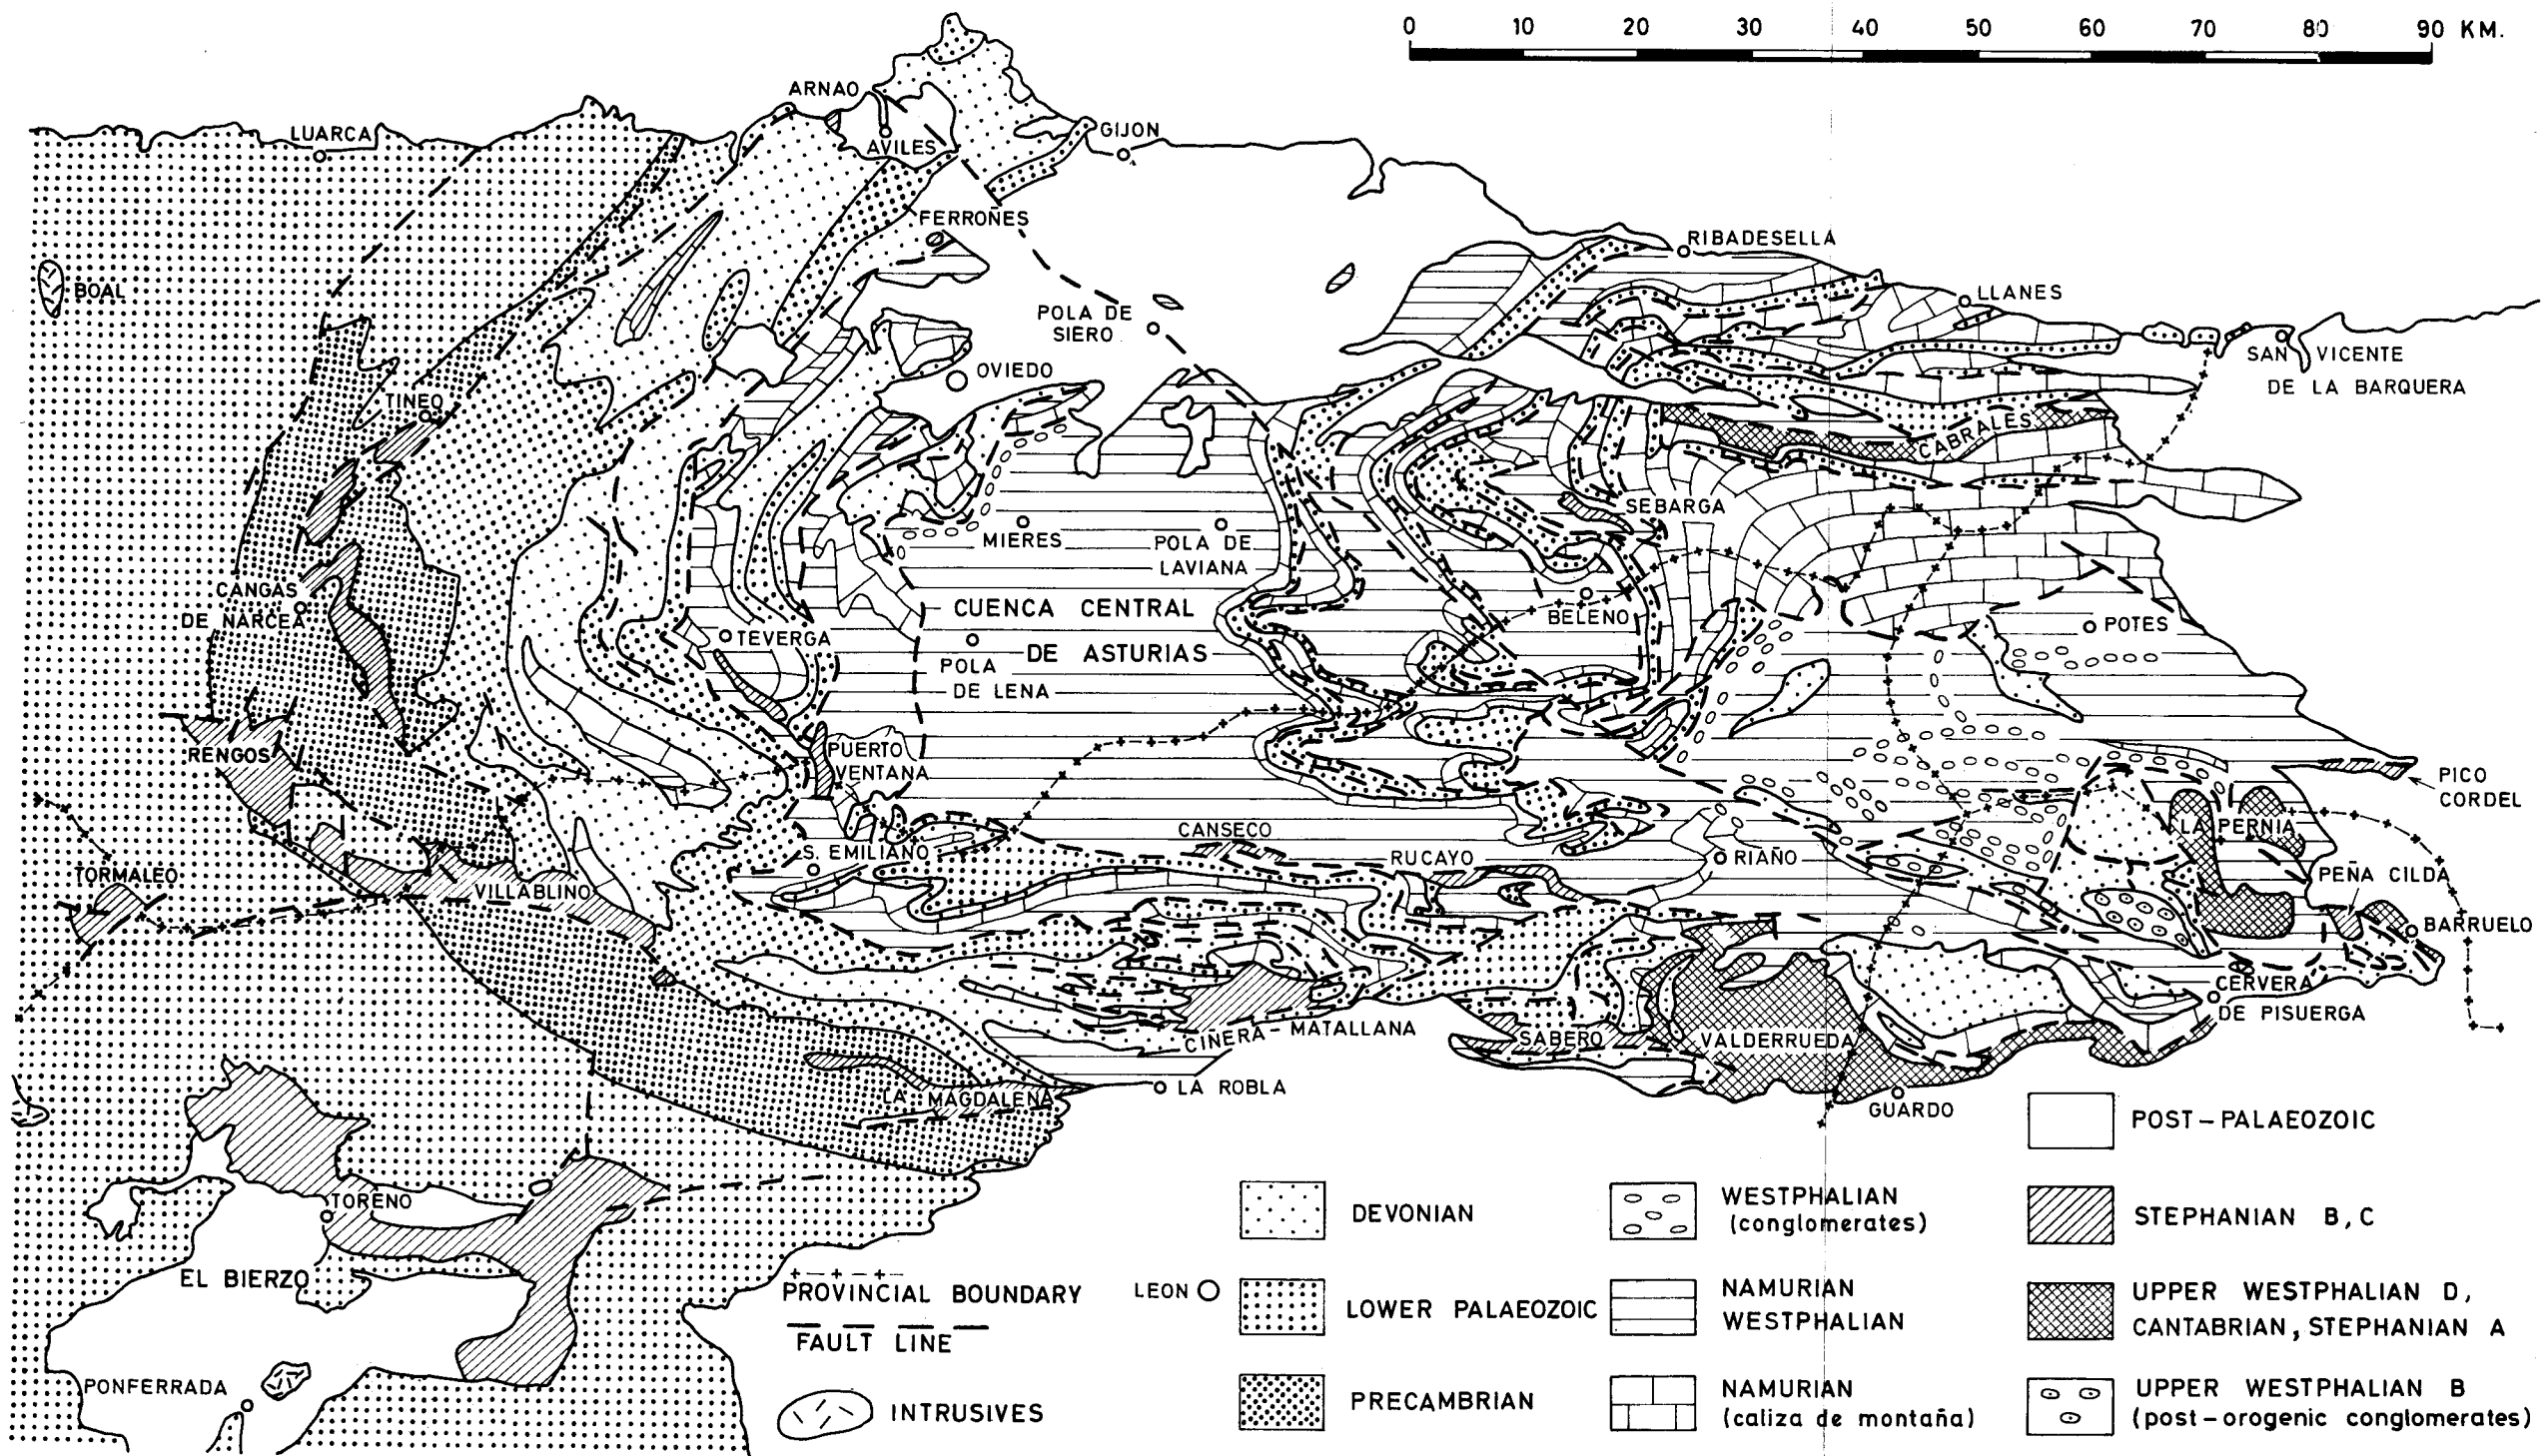 0 10 20 30 40 50 60 70 80 90 KM.
ARNAO
LUARCA
AVILES
GIJON
FERROÑES
RIBADESELLA
BOAL
LLANES
POLA DE
SIERO
SAN VICENTE
DE LA BARQUERA
OVIEDO
TINEO
CABRALES
SEBARGA
MIERES
POLA DE
LAVIANA
CANGAS
DE NARCEA
CUENCA CENTRAL
DE ASTURIAS
BELEÑO
POTES
TEVERGA
POLA
DE LENA
RENGOS
PUERTO
VENTANA
PICO
CORDEL
LA PERNIA
CANSECO
S. EMILIANO
RUCAYO
RIAÑO
TORMALEO
VILLABLINO
PEÑA CILDA
BARRUELO
CERVERA
DE PISUERGA
CIÑERA-MATALLANA
SABERO
VALDERRUEDA
LA ROBLA
LA MAGDALENA
GUARDO
TORENO
EL BIERZO
PONFERRADA
LEON
PROVINCIAL BOUNDARY
FAULT LINE
INTRUSIVES
DEVONIAN
LOWER PALAEOZOIC
PRECAMBRIAN
WESTPHALIAN
(conglomerates)
NAMURIAN
WESTPHALIAN
NAMURIAN
(caliza de montaña)
POST-PALAEOZOIC
STEPHANIAN B, C
UPPER WESTPHALIAN D,
CANTABRIAN, STEPHANIAN A
UPPER WESTPHALIAN B
(post-orogenic conglomerates)